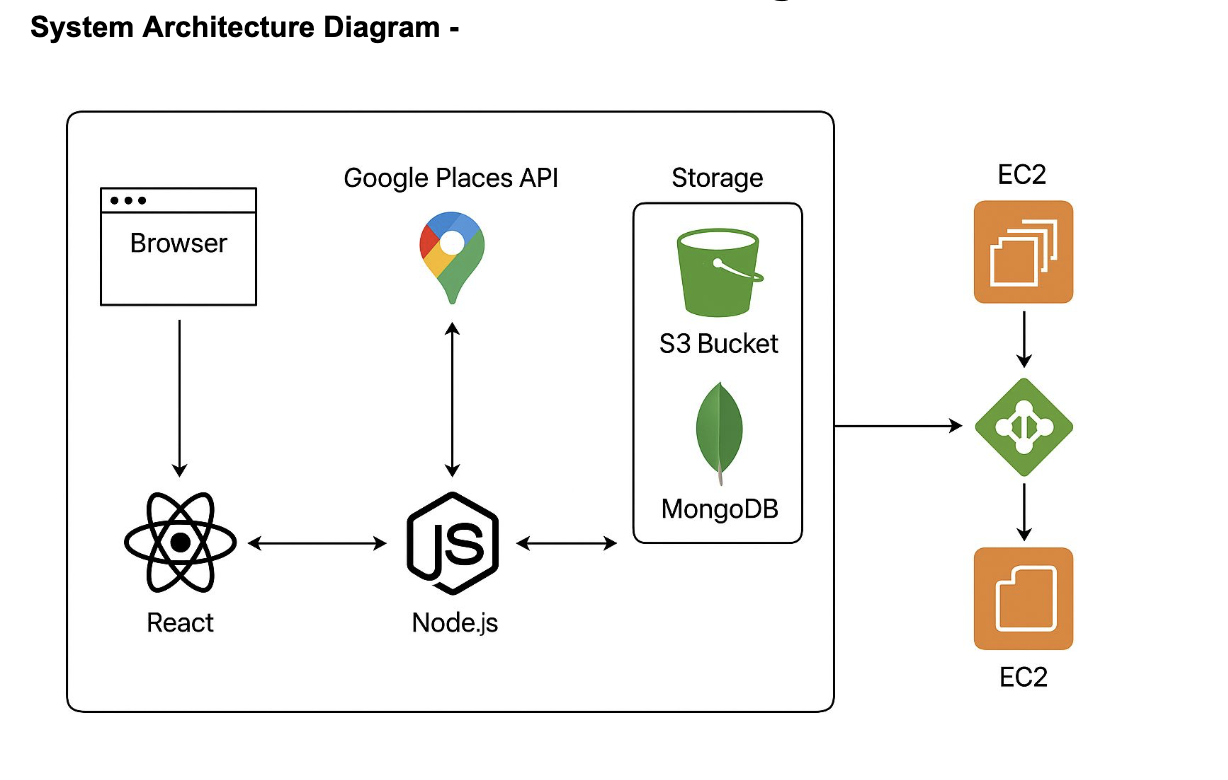 System Architecture Diagram -
Google Places API
Storage
EC2
Browser
S3 Bucket
MongoDB
JS
React
Node.js
EC2